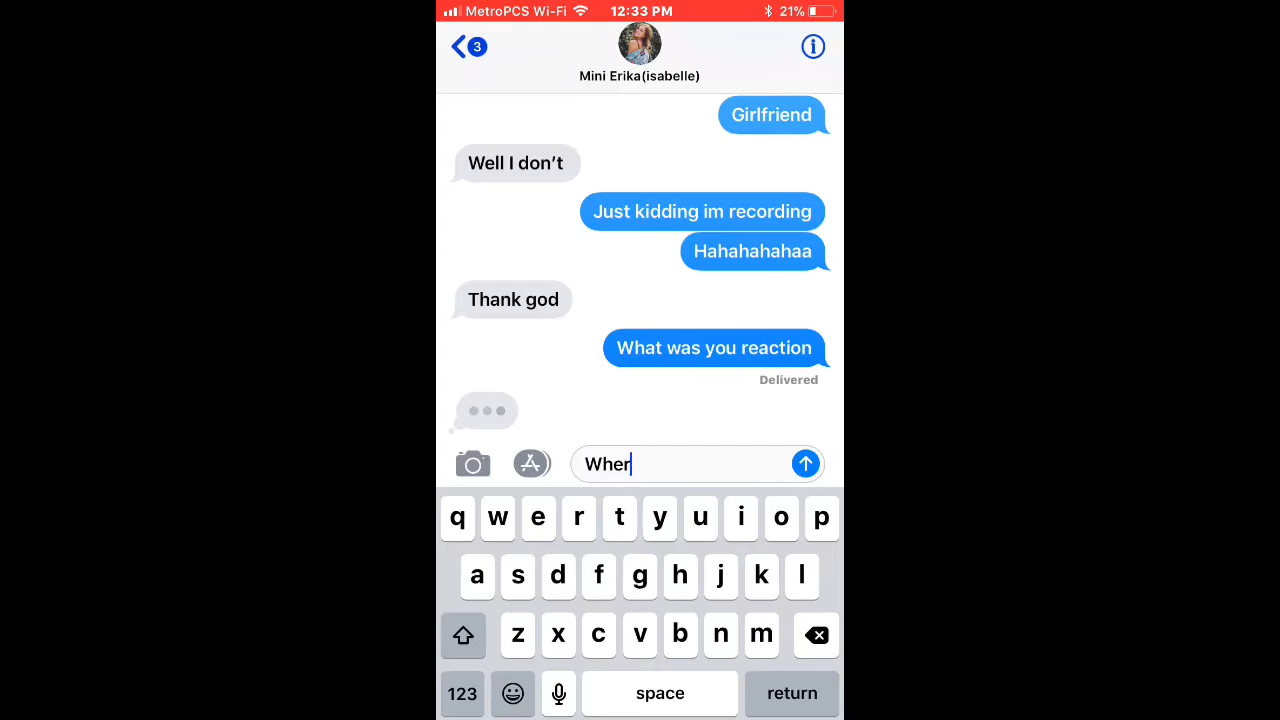 MetroPCS Wi-Fi 12:33 PM 21%
3
Mini Erika(isabelle)
Girlfriend
Well I don’t
Just kidding im recording
Hahahahahaa
Thank god
What was you reaction
Delivered
Wher
q w e r t y u i o p
a s d f g h j k l
z x c v b n m
123 space return